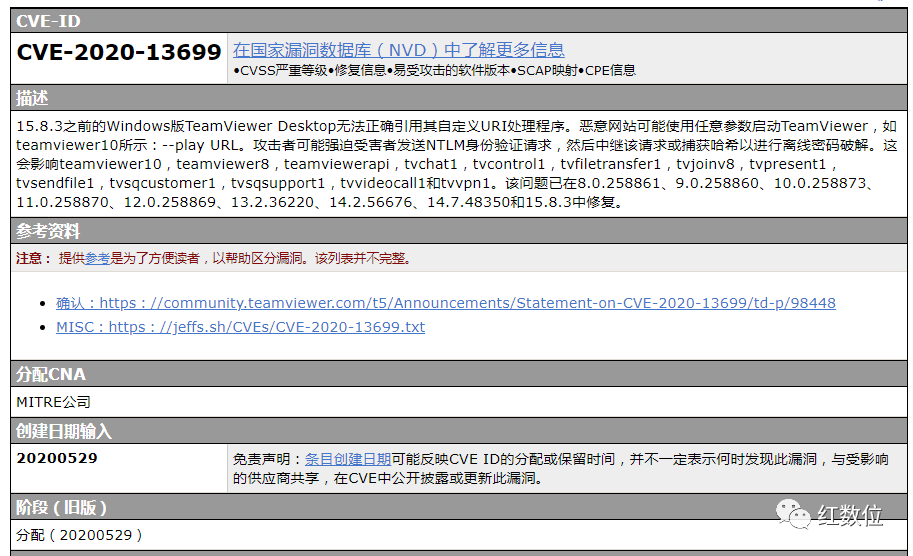 CVE-ID
CVE-2020-13699
在国家漏洞数据库（NVD）中了解更多信息
•CVSS严重等级•修复信息•易受攻击的软件版本•SCAP映射•CPE信息
描述
15.8.3之前的Windows版TeamViewer Desktop无法正确引用其自定义URI处理程序。恶意网站可能使用任意参数启动TeamViewer，如
teamviewer10所示：--play URL。攻击者可能强迫受害者发送NTLM身份验证请求，然后中继该请求或捕获哈希以进行离线密码破解。这
会影响teamviewer10，teamviewer8，teamviewerapi，tvchat1，tvcontrol1，tvfiletransfer1，tvjoinv8，tvpresent1，
tvsendfile1，tvsqcustomer1，tvsqsupport1，tvvideocall1和tvvpn1。该问题已在8.0.258861、9.0.258860、10.0.258873、
11.0.258870、12.0.258869、13.2.36220、14.2.56676、14.7.48350和15.8.3中修复。
参考资料
注意： 提供参考是为了方便读者，以帮助区分漏洞。该列表并不完整。
• 确认：https：//community.teamviewer.com/t5/Announcements/Statement-on-CVE-2020-13699/td-p/98448
• MISC：https：//jeffs.sh/CVEs/CVE-2020-13699.txt
分配CNA
MITRE公司
创建日期输入
20200529
免责声明：条目创建日期可能反映CVE ID的分配或保留时间，并不一定表示何时发现此漏洞，与受影响
的供应商共享，在CVE中公开披露或更新此漏洞。
阶段（旧版）
分配（20200529）
红数位